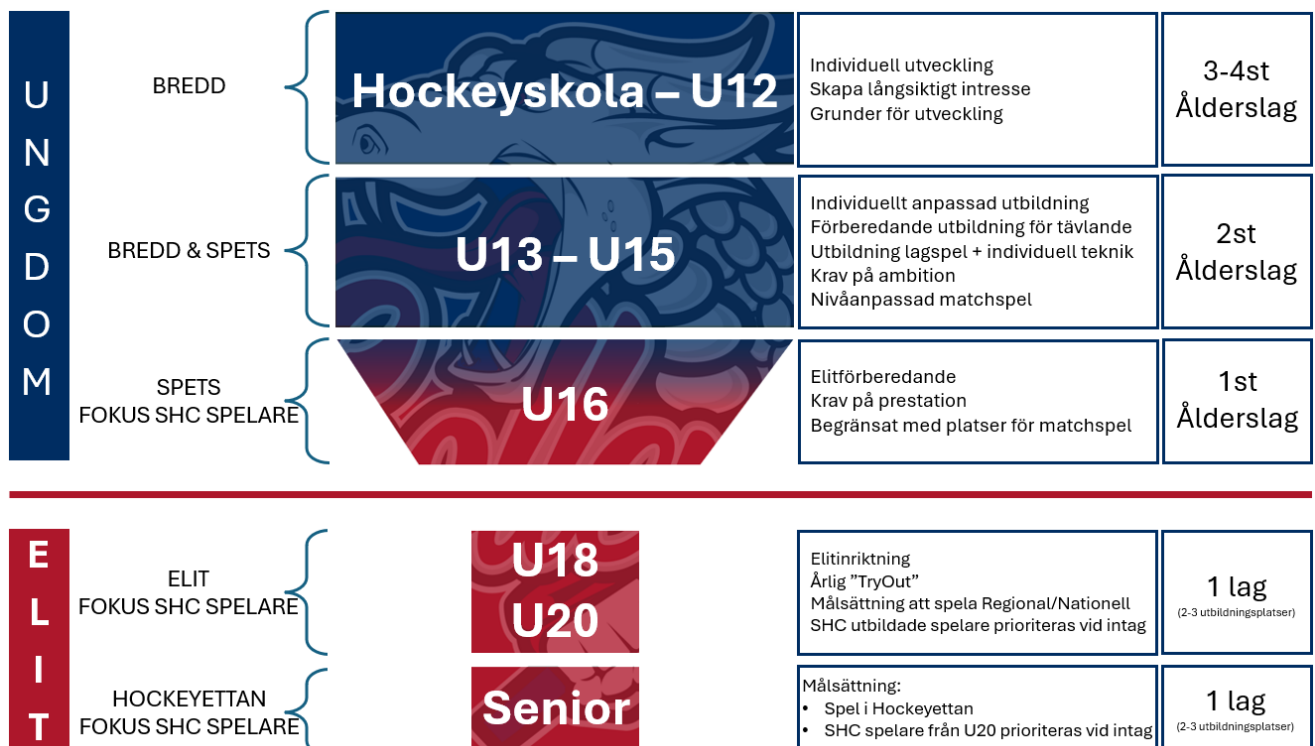 UNGDOM
BREDD
Hockeyskola – U12
Individuell utveckling
Skapa långsiktigt intresse
Grunder för utveckling
3-4st
Ålderslag
BREDD & SPETS
U13 – U15
Individuellt anpassad utbildning
Förberedande utbildning för tävlande
Utbildning lagspel + individuell teknik
Krav på ambition
Nivåanpassad matchspel
2st
Ålderslag
SPETS
FOKUS SHC SPELARE
U16
Elitförberedande
Krav på prestation
Begränsat med platser för matchspel
1st
Ålderslag
ELIT
ELIT
FOKUS SHC SPELARE
U18
U20
Elitinriktning
Årlig ”TryOut”
Målsättning att spela Regional/Nationell
SHC utbildade spelare prioriteras vid intag
1 lag
(2-3 utbildningsplatser)
HOCKEYETTAN
FOKUS SHC SPELARE
Senior
Målsättning:
• Spel i Hockeyettan
• SHC spelare från U20 prioriteras vid intag
1 lag
(2-3 utbildningsplatser)